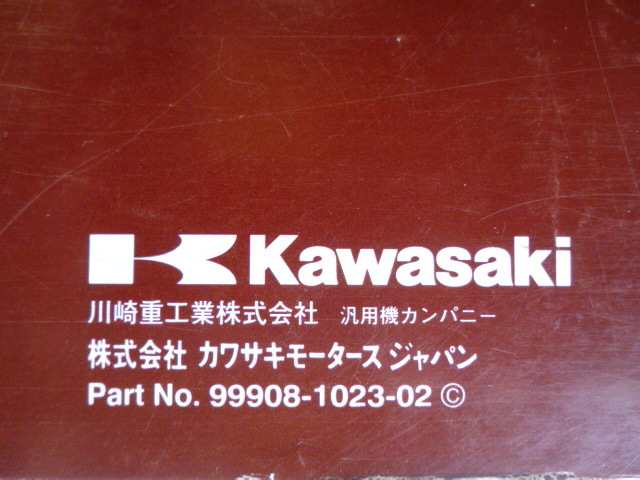 Kawasaki
川崎重工業株式会社 汎用機カンパニー
株式会社 カワサキモータース ジャパン
Part No. 99908-1023-02 ©